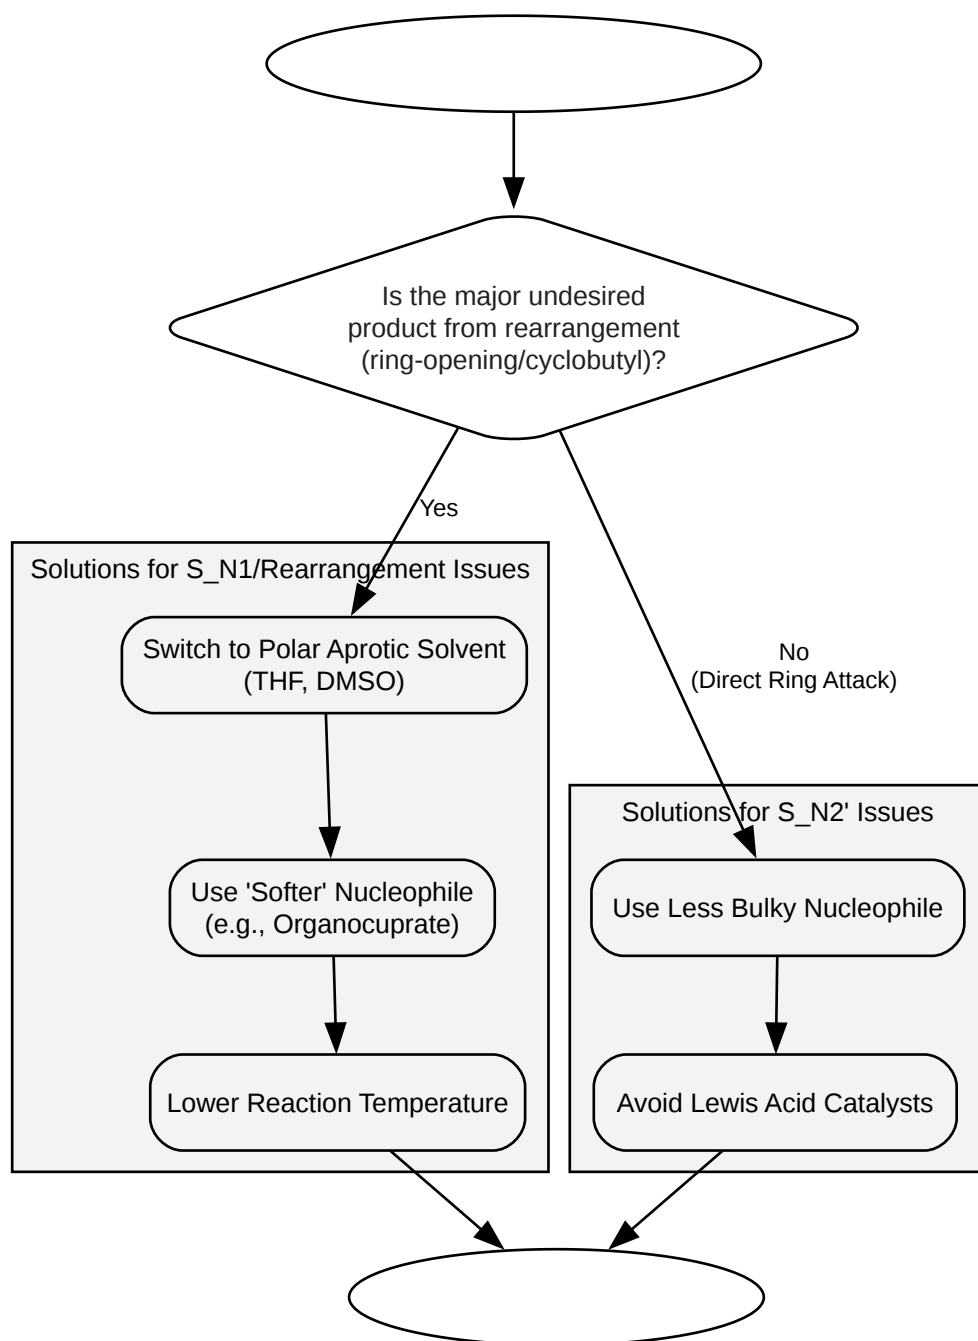 Is the major undesired
product from rearrangement
(ring-opening/cyclobutyl)?
Yes
Solutions for S_N1/Rearrangement Issues
Switch to Polar Aprotic Solvent
(THF, DMSO)
No
(Direct Ring Attack)
Solutions for S_N2' Issues
Use 'Softer' Nucleophile
(e.g., Organocuprate)
Use Less Bulky Nucleophile
Lower Reaction Temperature
Avoid Lewis Acid Catalysts